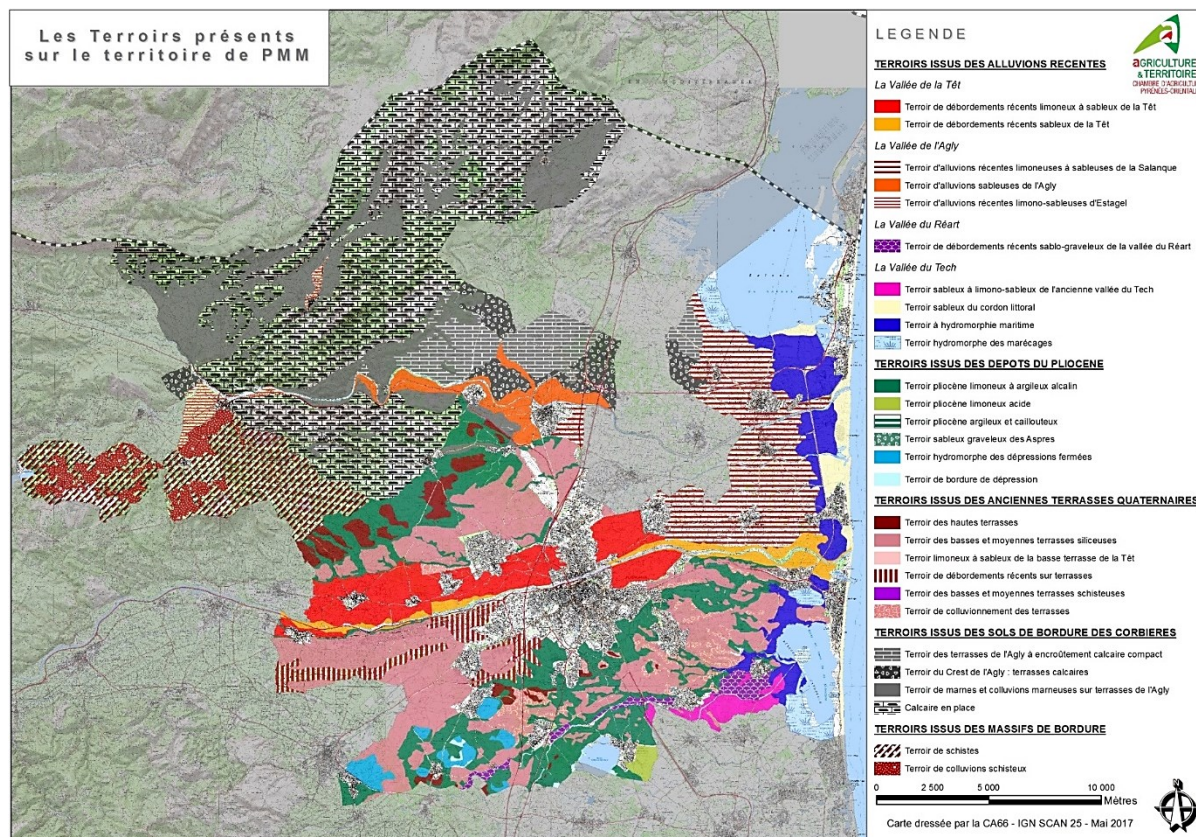 Les Terroirs présents
sur le territoire de PMM
LEGENDE
AGRICULTURE
& TERRITOIRES
CHAMBRE D'AGRICULTURE
PYRÉNÉES-ORIENTALES
TERROIRS ISSUS DES ALLUVIONS RECENTES
La Vallée de la Têt
Terroir de débordements récents limoneux à sableux de la Têt
Terroir de débordements récents sableux de la Têt
La Vallée de l'Agly
Terroir d'alluvions récentes limoneuses à sableuses de la Salanque
Terroir d'alluvions sableuses de l'Agly
Terroir d'alluvions récentes limono-sableuses d'Estagel
La Vallée du Réart
Terroir de débordements récents sablo-graveleux de la vallée du Réart
La Vallée du Tech
Terroir sableux à limono-sableux de l'ancienne vallée du Tech
Terroir sableux du cordon littoral
Terroir à hydromorphie maritime
Terroir hydromorphe des marécages
TERROIRS ISSUS DES DEPOTS DU PLIOCENE
Terroir pliocène limoneux à argileux alcalin
Terroir pliocène limoneux acide
Terroir pliocène argileux et caillouteux
Terroir sableux graveleux des Aspres
Terroir hydromorphe des dépressions fermées
Terroir de bordure de dépression
TERROIRS ISSUS DES ANCIENNES TERRASSES QUATERNAIRES
Terroir des hautes terrasses
Terroir des basses et moyennes terrasses siliceuses
Terroir limoneux à sableux de la basse terrasse de la Têt
Terroir de débordements récents sur terrasses
Terroir des basses et moyennes terrasses schisteuses
Terroir de colluvionnement des terrasses
TERROIRS ISSUS DES SOLS DE BORDURE DES CORBIERES
Terroir des terrasses de l'Agly à encroûtement calcaire compact
Terroir du Crest de l'Agly : terrasses calcaires
Terroir de marnes et colluvions marneuses sur terrasses de l'Agly
Calcaire en place
TERROIRS ISSUS DES MASSIFS DE BORDURE
Terroir de schistes
Terroir de colluvions schisteux
0 2 500 5 000 10 000
Mètres
Carte dressée par la CA66 - IGN SCAN 25 - Mai 2017